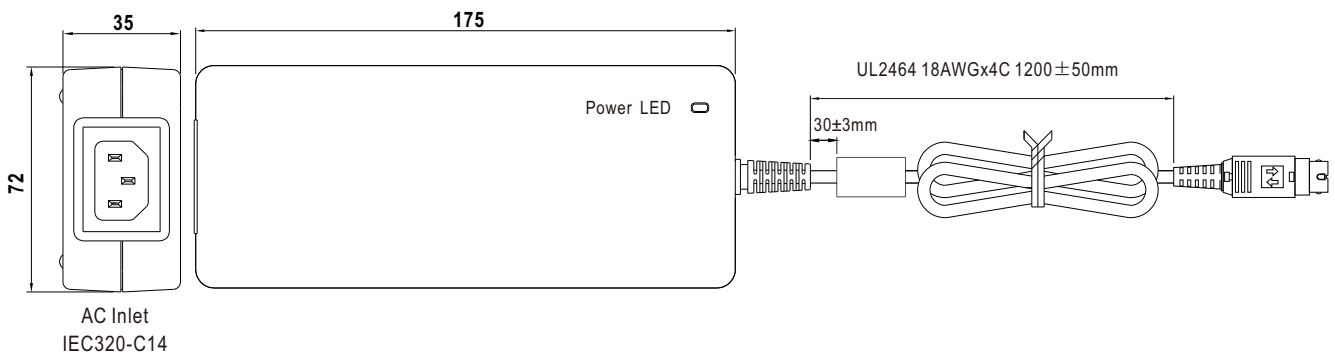 35
175
UL2464 18AWGx4C 1200±50mm
Power LED
30±3mm
72
AC Inlet
IEC320-C14